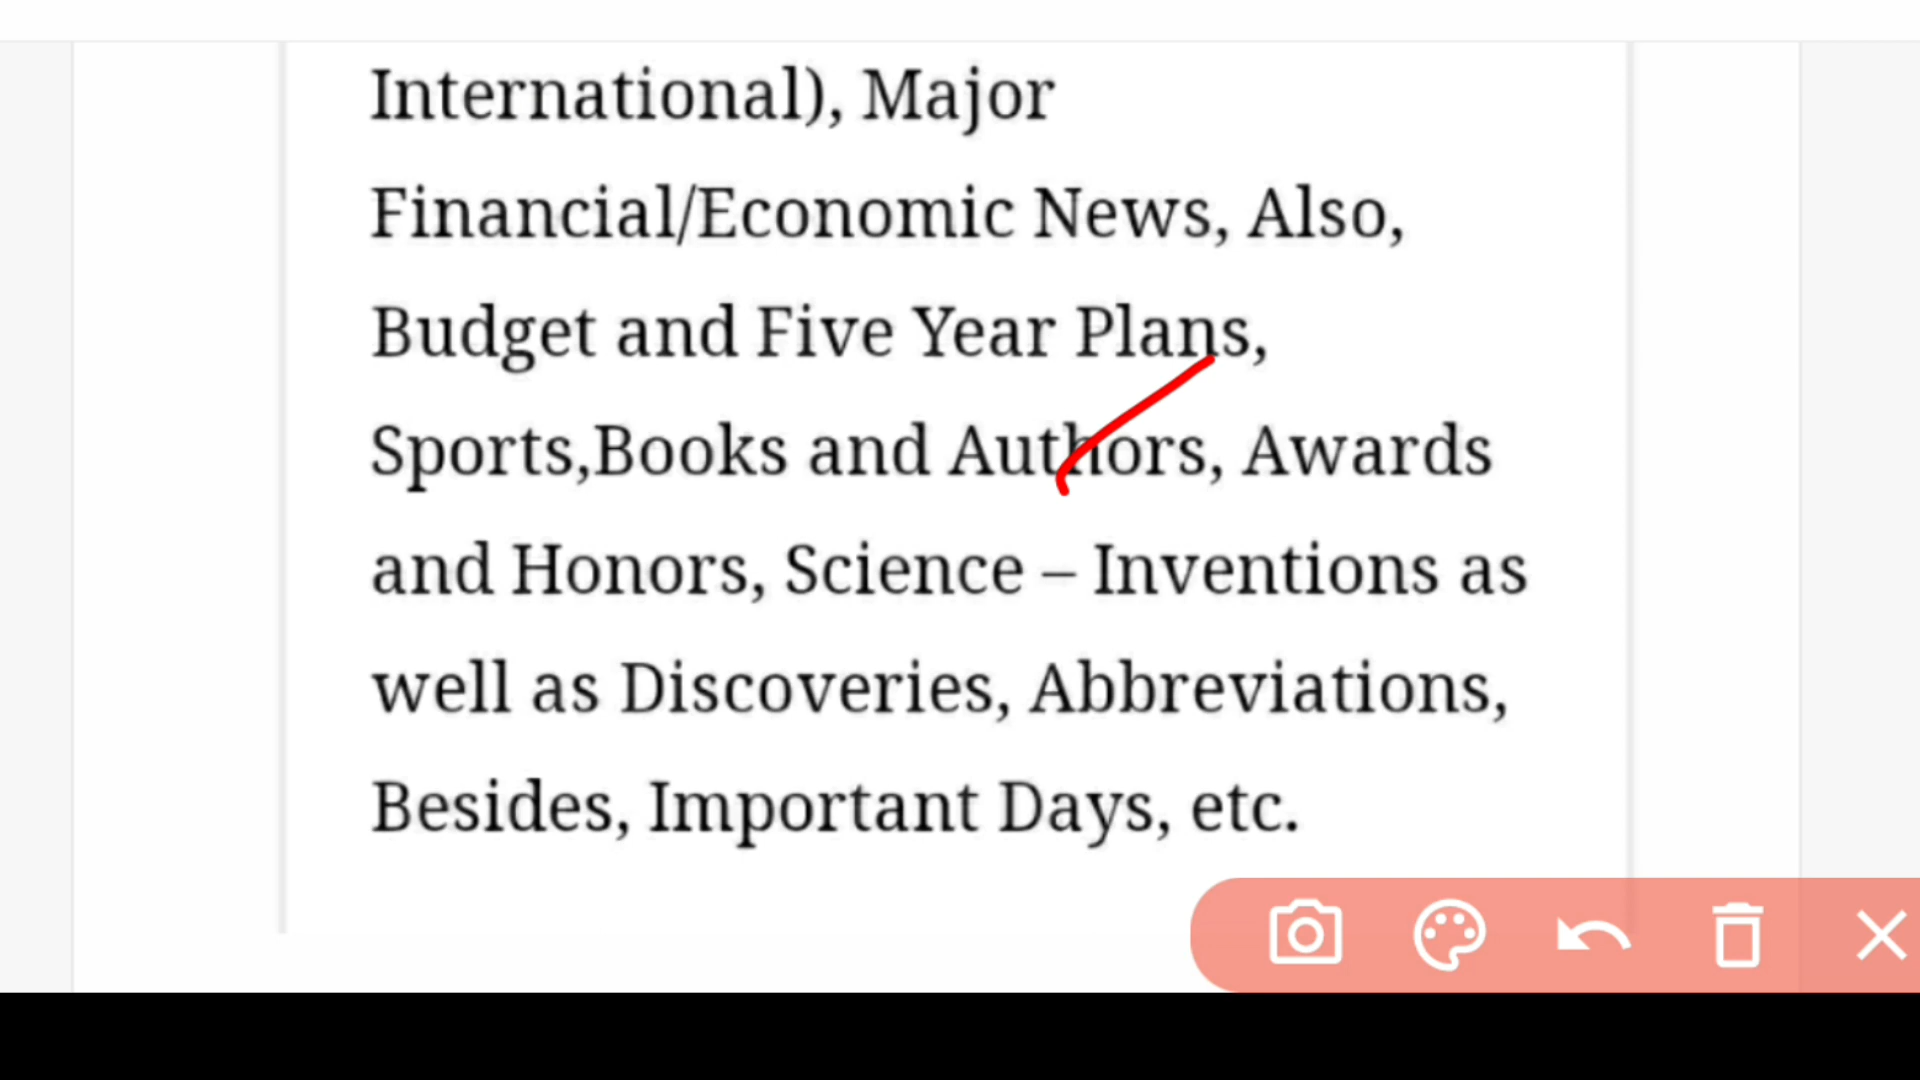 International), Major
Financial/Economic News, Also,
Budget and Five Year Plans,
Sports,Books and Authors, Awards
and Honors, Science – Inventions as
well as Discoveries, Abbreviations,
Besides, Important Days, etc.